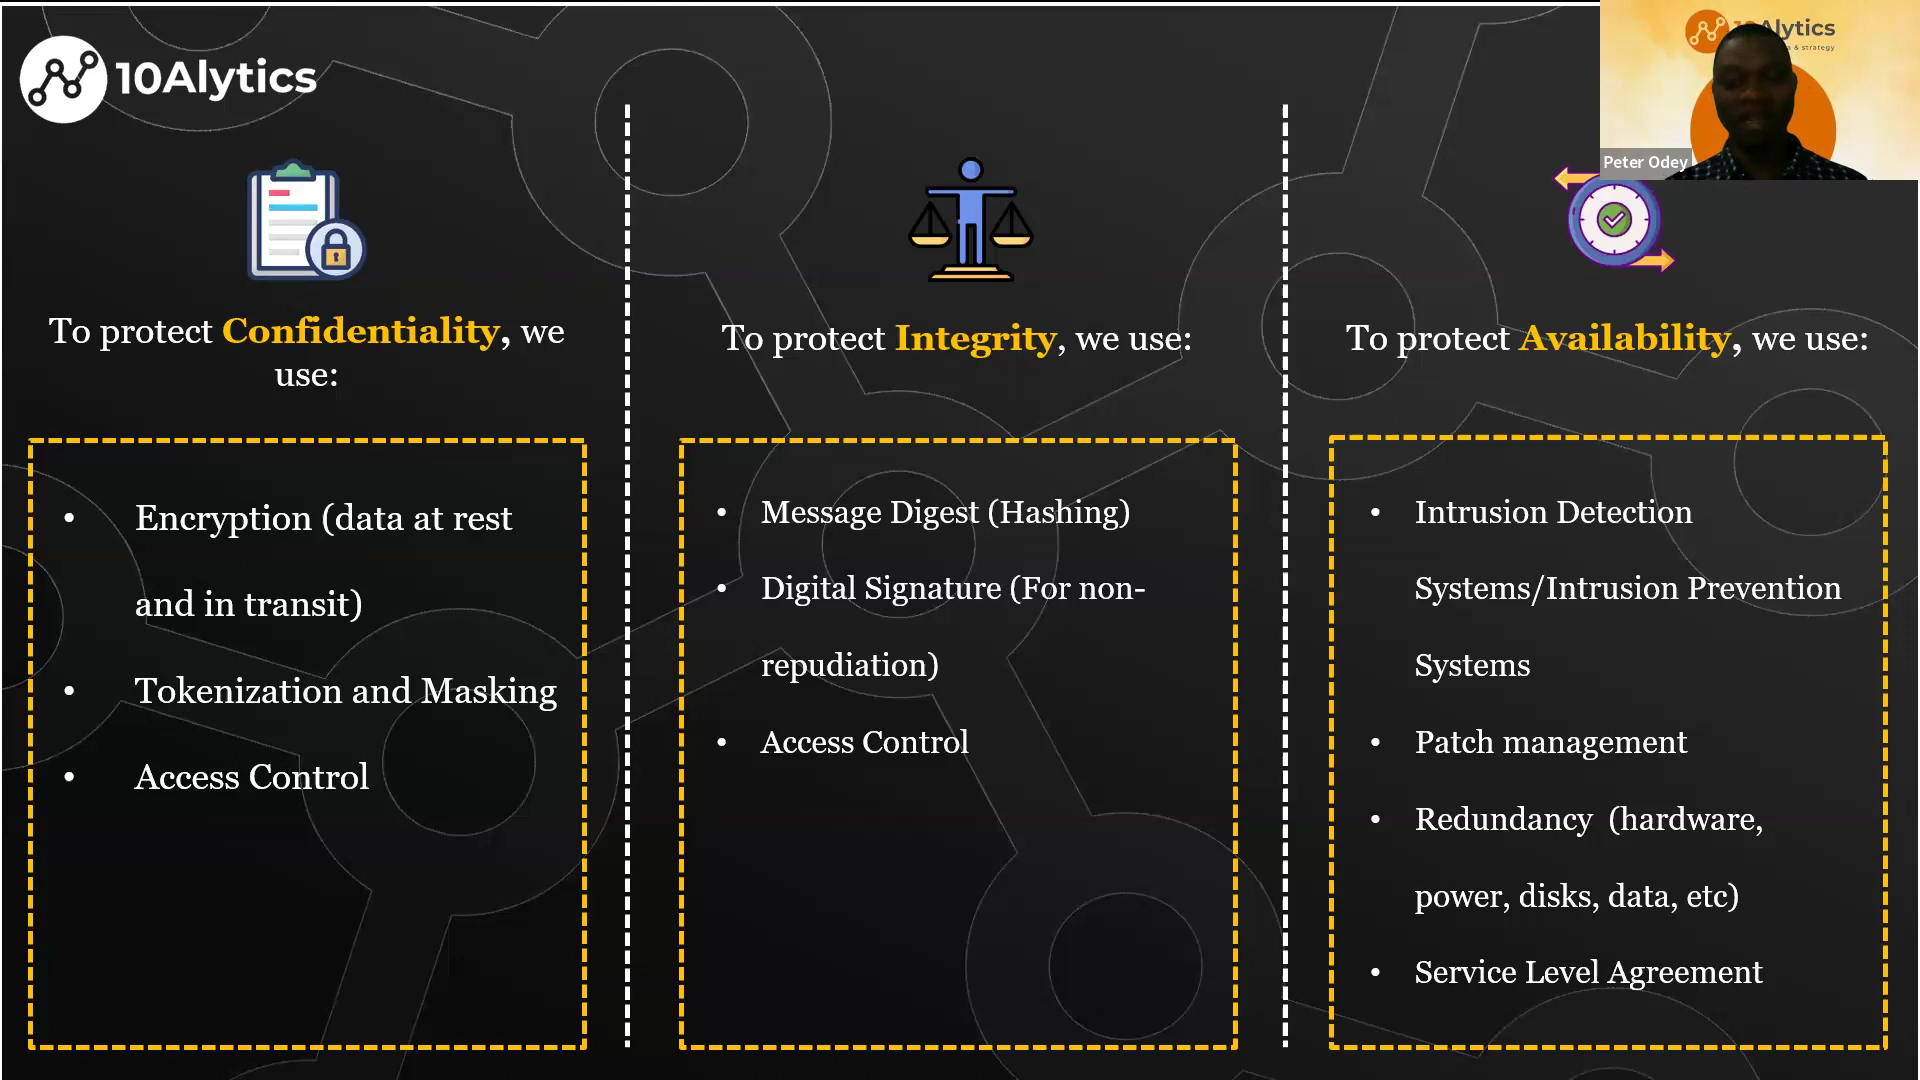 10Alytics
Alytics
& strategy
Peter Odey
To protect Confidentiality, we
use:
• Encryption (data at rest
and in transit)
• Tokenization and Masking
• Access Control
To protect Integrity, we use:
• Message Digest (Hashing)
• Digital Signature (For non-
repudiation)
• Access Control
To protect Availability, we use:
• Intrusion Detection
Systems/Intrusion Prevention
Systems
• Patch management
• Redundancy  (hardware,
power, disks, data, etc)
• Service Level Agreement